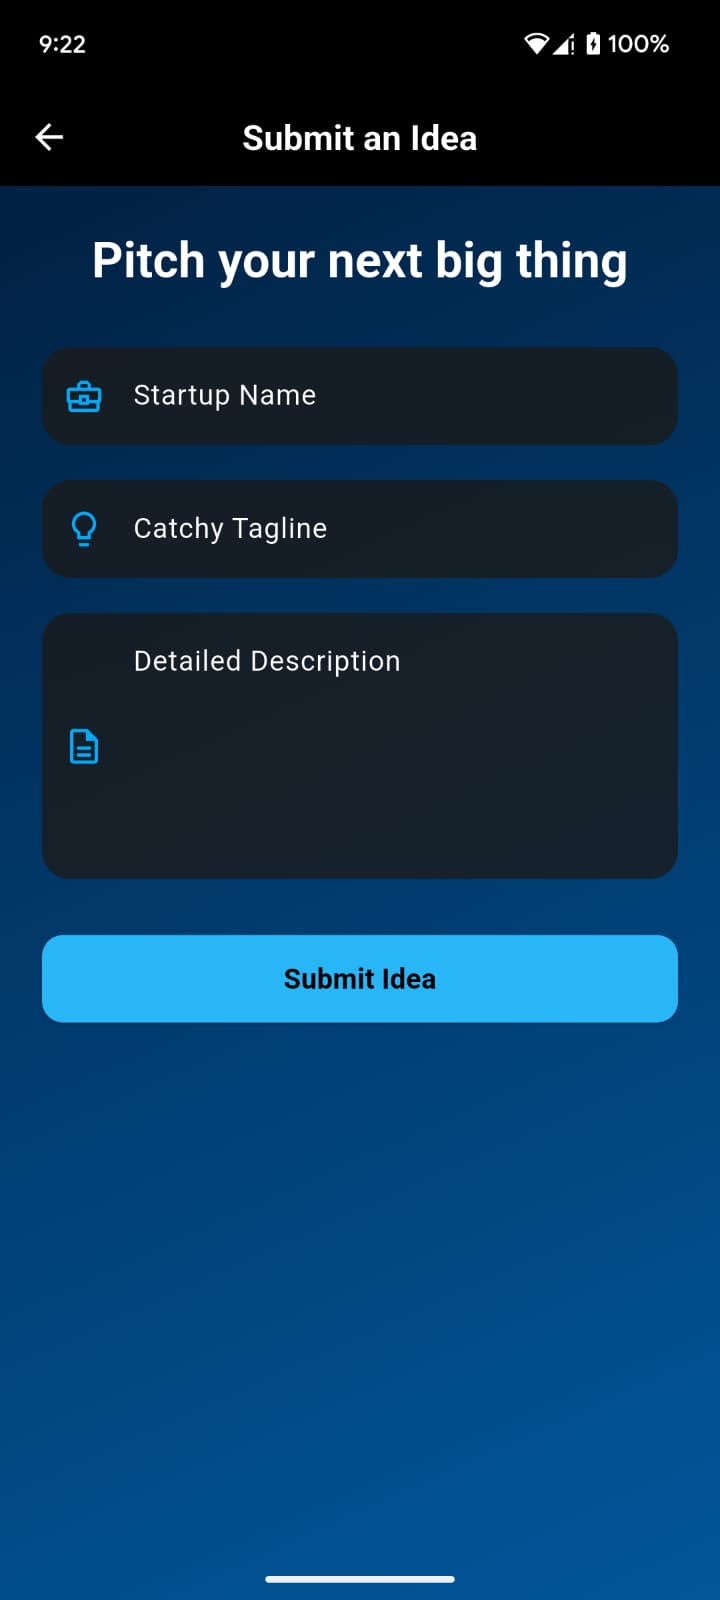 9:22
100%
Submit an Idea
Pitch your next big thing
Startup Name
Catchy Tagline
Detailed Description
Submit Idea